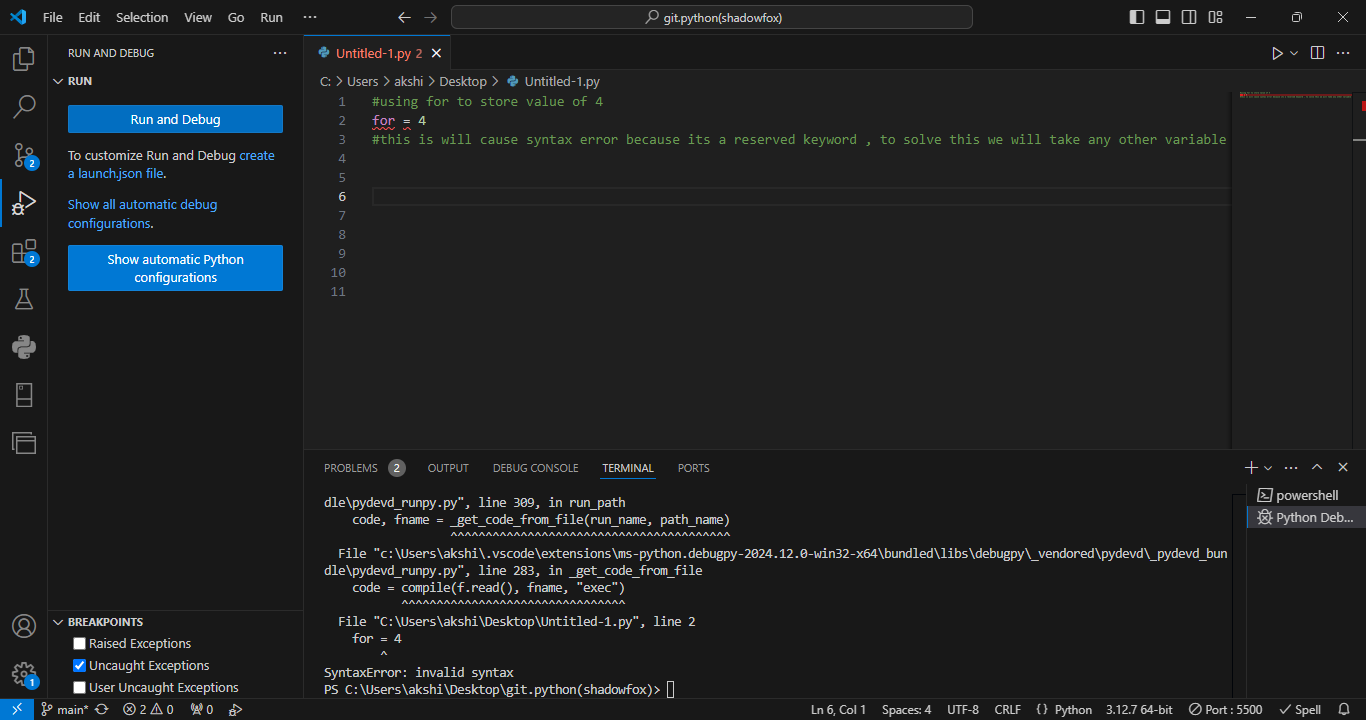 File Edit Selection View Go Run ··· git.python(shadowfox)
RUN AND DEBUG ···
RUN
Run and Debug
To customize Run and Debug create
a launch.json file.
Show all automatic debug
configurations.
Show automatic Python
configurations
2
2
1
BREAKPOINTS
Raised Exceptions
Uncaught Exceptions
User Uncaught Exceptions
Untitled-1.py 2
C: > Users > akshi > Desktop > Untitled-1.py
1 #using for to store value of 4
2 for = 4
3 #this is will cause syntax error because its a reserved keyword , to solve this we will take any other variable
4
5
6
7
8
9
10
11
PROBLEMS 2 OUTPUT DEBUG CONSOLE TERMINAL PORTS
dle\pydevd_runpy.py", line 309, in run_path
code, fname = _get_code_from_file(run_name, path_name)
^^^^^^^^^^^^^^^^^^^^^^^^^^^^^^^^^^^^^^^^
File "c:\Users\akshi\.vscode\extensions\ms-python.debugpy-2024.12.0-win32-x64\bundled\libs\debugpy\_vendored\pydevd\_pydevd_bun
dle\pydevd_runpy.py", line 283, in _get_code_from_file
code = compile(f.read(), fname, "exec")
^^^^^^^^^^^^^^^^^^^^^^^^^^^^^^^^
File "C:\Users\akshi\Desktop\Untitled-1.py", line 2
for = 4
^
SyntaxError: invalid syntax
PS C:\Users\akshi\Desktop\git.python(shadowfox)>
powershell
Python Deb...
main* 2 0 0 Ln 6, Col 1 Spaces: 4 UTF-8 CRLF {} Python 3.12.7 64-bit Port : 5500 Spell